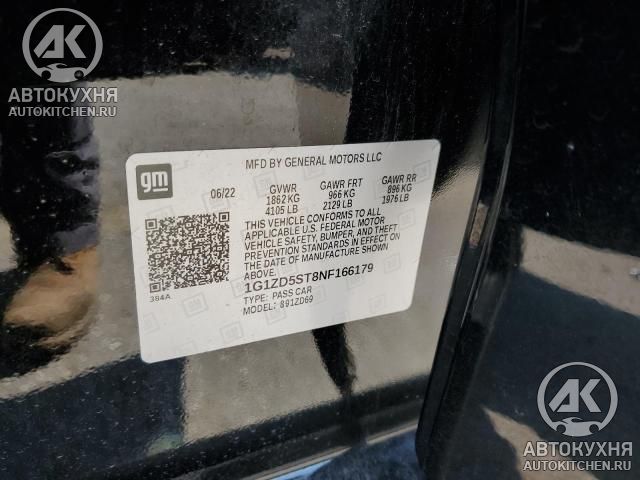 АВТОКУХНЯ
AUTOKITCHEN.RU
MFD BY GENERAL MOTORS LLC
gm
06/22 GVWR GAWR FRT GAWR RR
1862 KG 966 KG 896 KG
4105 LB 2129 LB 1976 LB
THIS VEHICLE CONFORMS TO ALL
APPLICABLE U.S. FEDERAL MOTOR
VEHICLE SAFETY, BUMPER, AND THEFT
PREVENTION STANDARDS IN EFFECT ON
THE DATE OF MANUFACTURE SHOWN
ABOVE.
384A
1G1ZD5ST8NF166179
TYPE: PASS CAR
MODEL: 891ZD69
АК
АВТОКУХНЯ
AUTOKITCHEN.RU